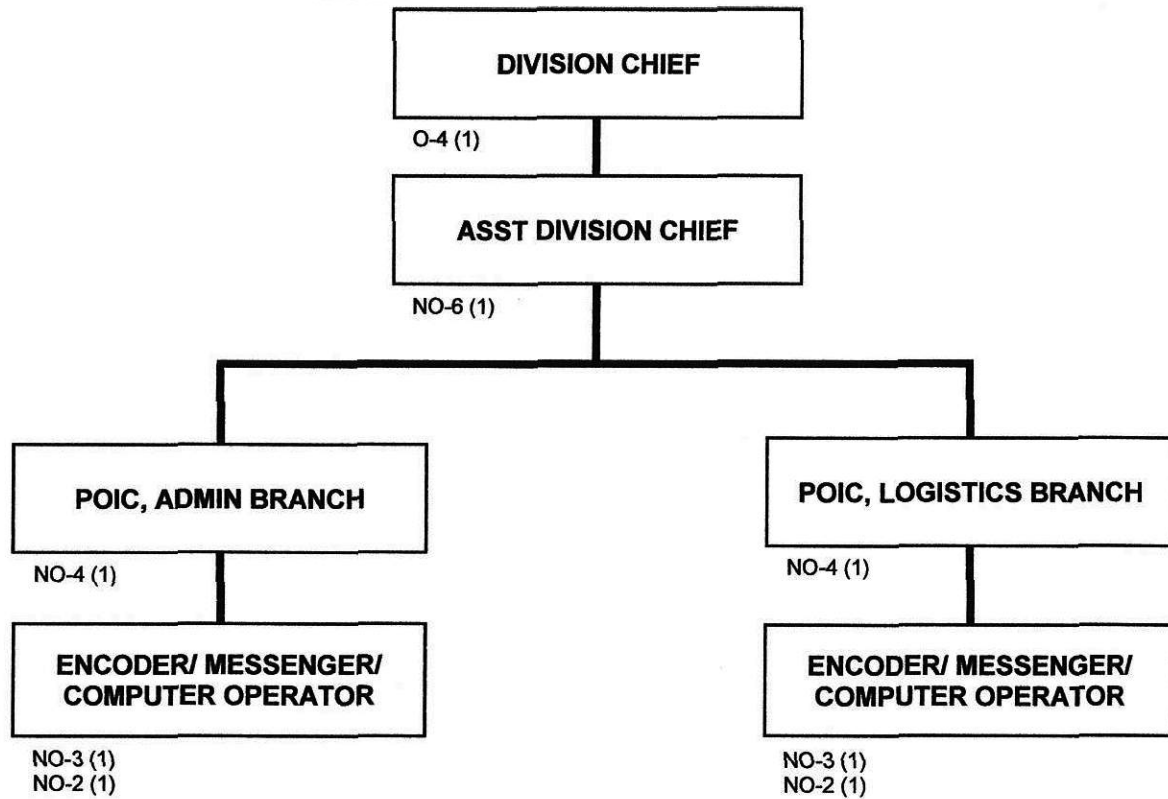 DIVISION CHIEF
O-4 (1)
ASST DIVISION CHIEF
NO-6 (1)
POIC, ADMIN BRANCH
NO-4 (1)
ENCODER/ MESSENGER/
COMPUTER OPERATOR
NO-3 (1)
NO-2 (1)
POIC, LOGISTICS BRANCH
NO-4 (1)
ENCODER/ MESSENGER/
COMPUTER OPERATOR
NO-3 (1)
NO-2 (1)